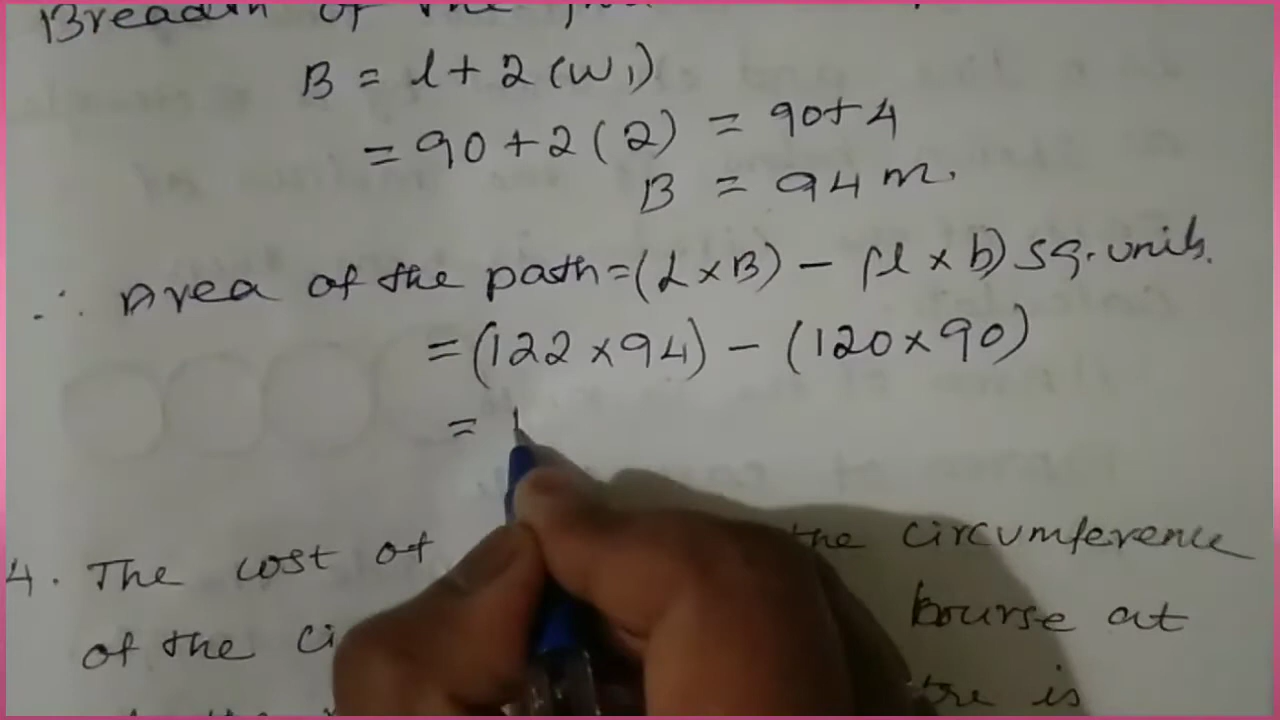 Breadth of the
B = l + 2 (W1)
= 90 + 2 (2) = 90 + 4
B = 94 m.
∴ Area of the path = (L × B) - (l × b) sq. units.
= (122 × 94) - (120 × 90)
=
4. The cost of the circumference
of the course at
is